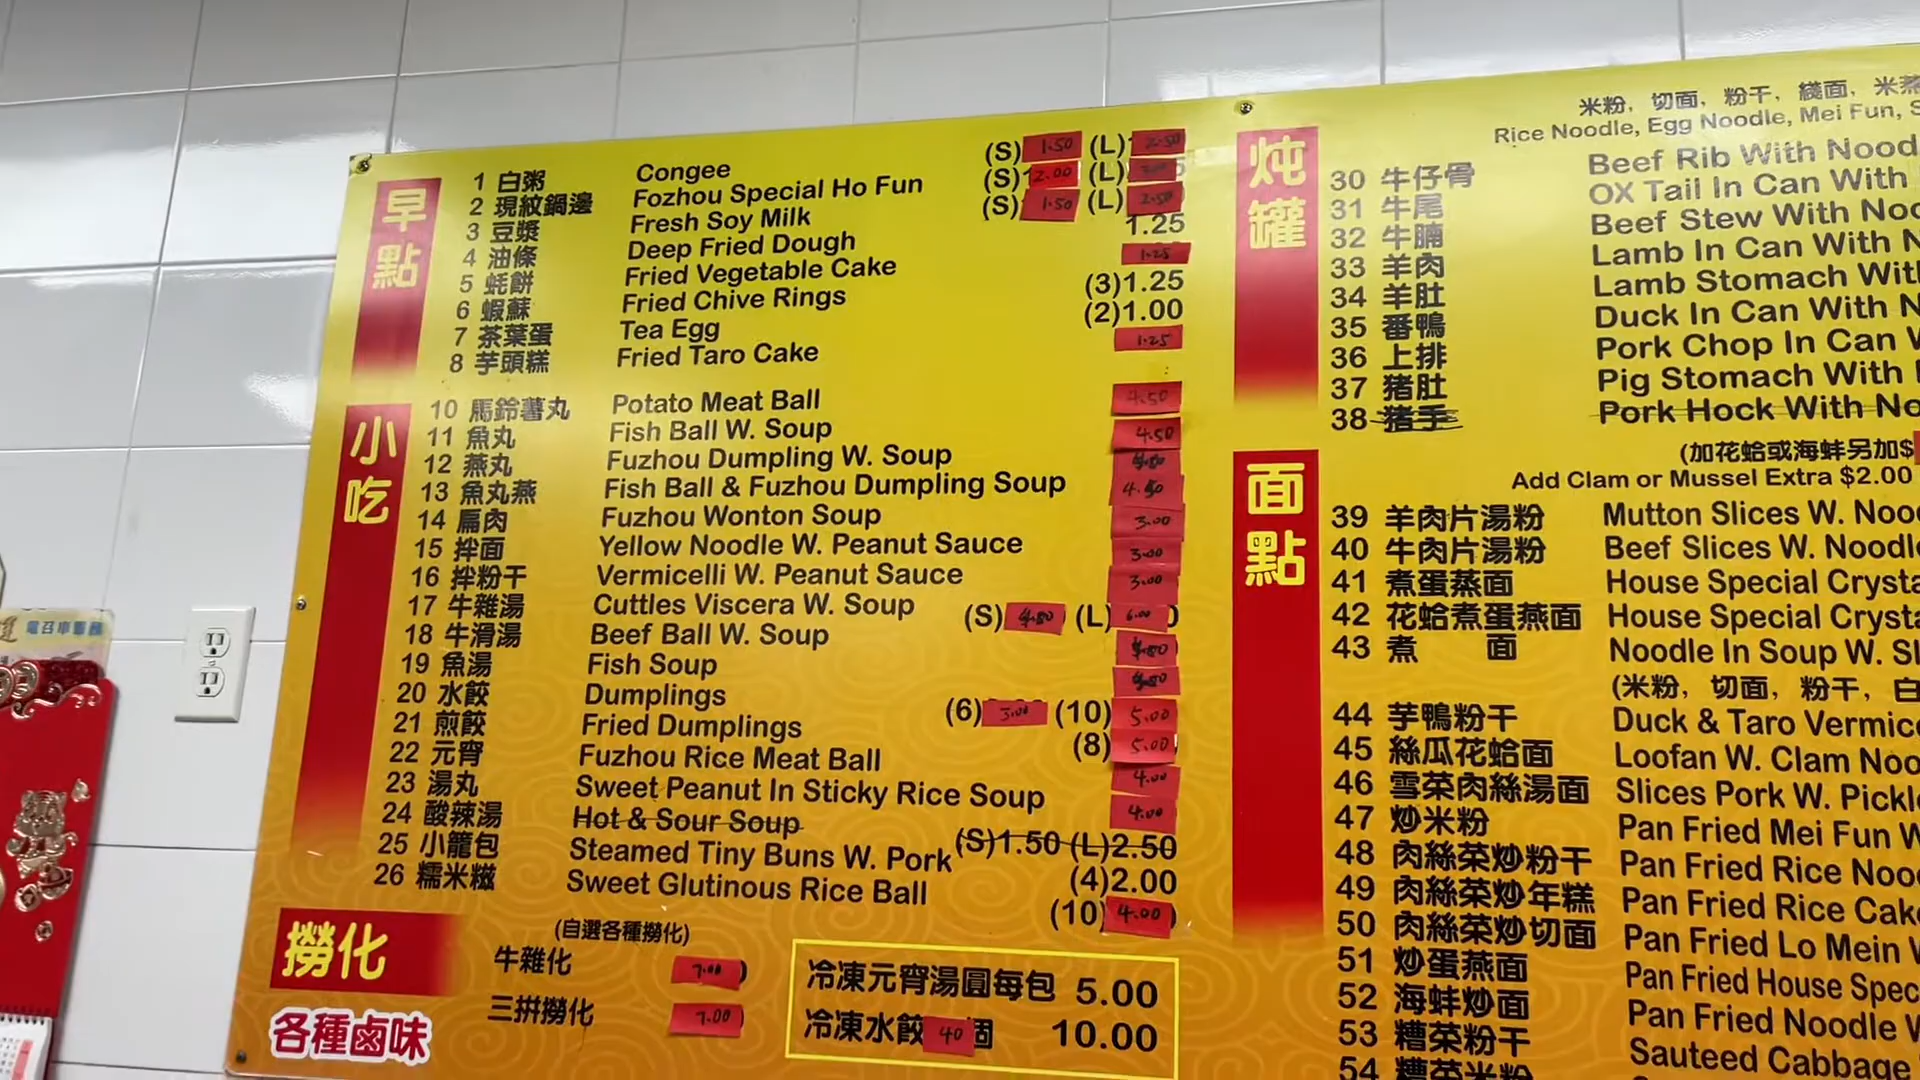 早點
1 白粥 Congee (S) 1.50 (L) 2.50
2 現紋鍋邊 Fozhou Special Ho Fun (S) 2.00 (L)
3 豆漿 Fresh Soy Milk (S) 1.50 (L) 2.50
4 油條 Deep Fried Dough 1.25
5 蚝餅 Fried Vegetable Cake 1.25
6 蝦蘇 Fried Chive Rings (3)1.25
7 茶葉蛋 Tea Egg (2)1.00
8 芋頭糕 Fried Taro Cake 1.25
小吃
10 馬鈴薯丸 Potato Meat Ball 4.50
11 魚丸 Fish Ball W. Soup 4.50
12 燕丸 Fuzhou Dumpling W. Soup
13 魚丸燕 Fish Ball & Fuzhou Dumpling Soup 4.50
14 扁肉 Fuzhou Wonton Soup 3.00
15 拌面 Yellow Noodle W. Peanut Sauce 3.00
16 拌粉干 Vermicelli W. Peanut Sauce 3.00
17 牛雜湯 Cuttles Viscera W. Soup (S) (L) 6.00
18 牛滑湯 Beef Ball W. Soup
19 魚湯 Fish Soup
20 水餃 Dumplings (6) 3.00 (10) 5.00
21 煎餃 Fried Dumplings (8) 5.00
22 元宵 Fuzhou Rice Meat Ball 4.00
23 湯丸 Sweet Peanut In Sticky Rice Soup 4.00
24 酸辣湯 Hot & Sour Soup (S)1.50 (L)2.50
25 小籠包 Steamed Tiny Buns W. Pork (4)2.00
26 糯米糍 Sweet Glutinous Rice Ball (10) 4.00
撈化 (自選各種撈化)
牛雜化 7.00
三拼撈化 7.00
各種鹵味
冷凍元宵湯圓每包 5.00
冷凍水餃 40 個 10.00
炖罐
米粉, 切面, 粉干, 綫面, 米
Rice Noodle, Egg Noodle, Mei Fun,
30 牛仔骨 Beef Rib With
31 牛尾 OX Tail In Can With
32 牛腩 Beef Stew With
33 羊肉 Lamb In Can With
34 羊肚 Lamb Stomach
35 番鴨 Duck In Can With
36 上排 Pork Chop In Can
37 猪肚 Pig Stomach With
38 猪手 Pork Hock With
(加花蛤或海蚌另加$
Add Clam or Mussel Extra $2.00
面點
39 羊肉片湯粉 Mutton Slices W.
40 牛肉片湯粉 Beef Slices W.
41 煮蛋蒸面 House Special
42 花蛤煮蛋燕面 House Special
43 煮 面 Noodle In Soup W.
(米粉, 切面, 粉干, 白
44 芋鴨粉干 Duck & Taro
45 絲瓜花蛤面 Loofan W. Clam
46 雪菜肉絲湯面 Slices Pork W.
47 炒米粉 Pan Fried Mei Fun
48 肉絲菜炒粉干 Pan Fried Rice
49 肉絲菜炒年糕 Pan Fried Rice
50 肉絲菜炒切面 Pan Fried Lo Mein
51 炒蛋燕面 Pan Fried House
52 海蚌炒面 Pan Fried Noodle
53 糟菜粉干 Sauteed Cabbage
54 糟菜米粉